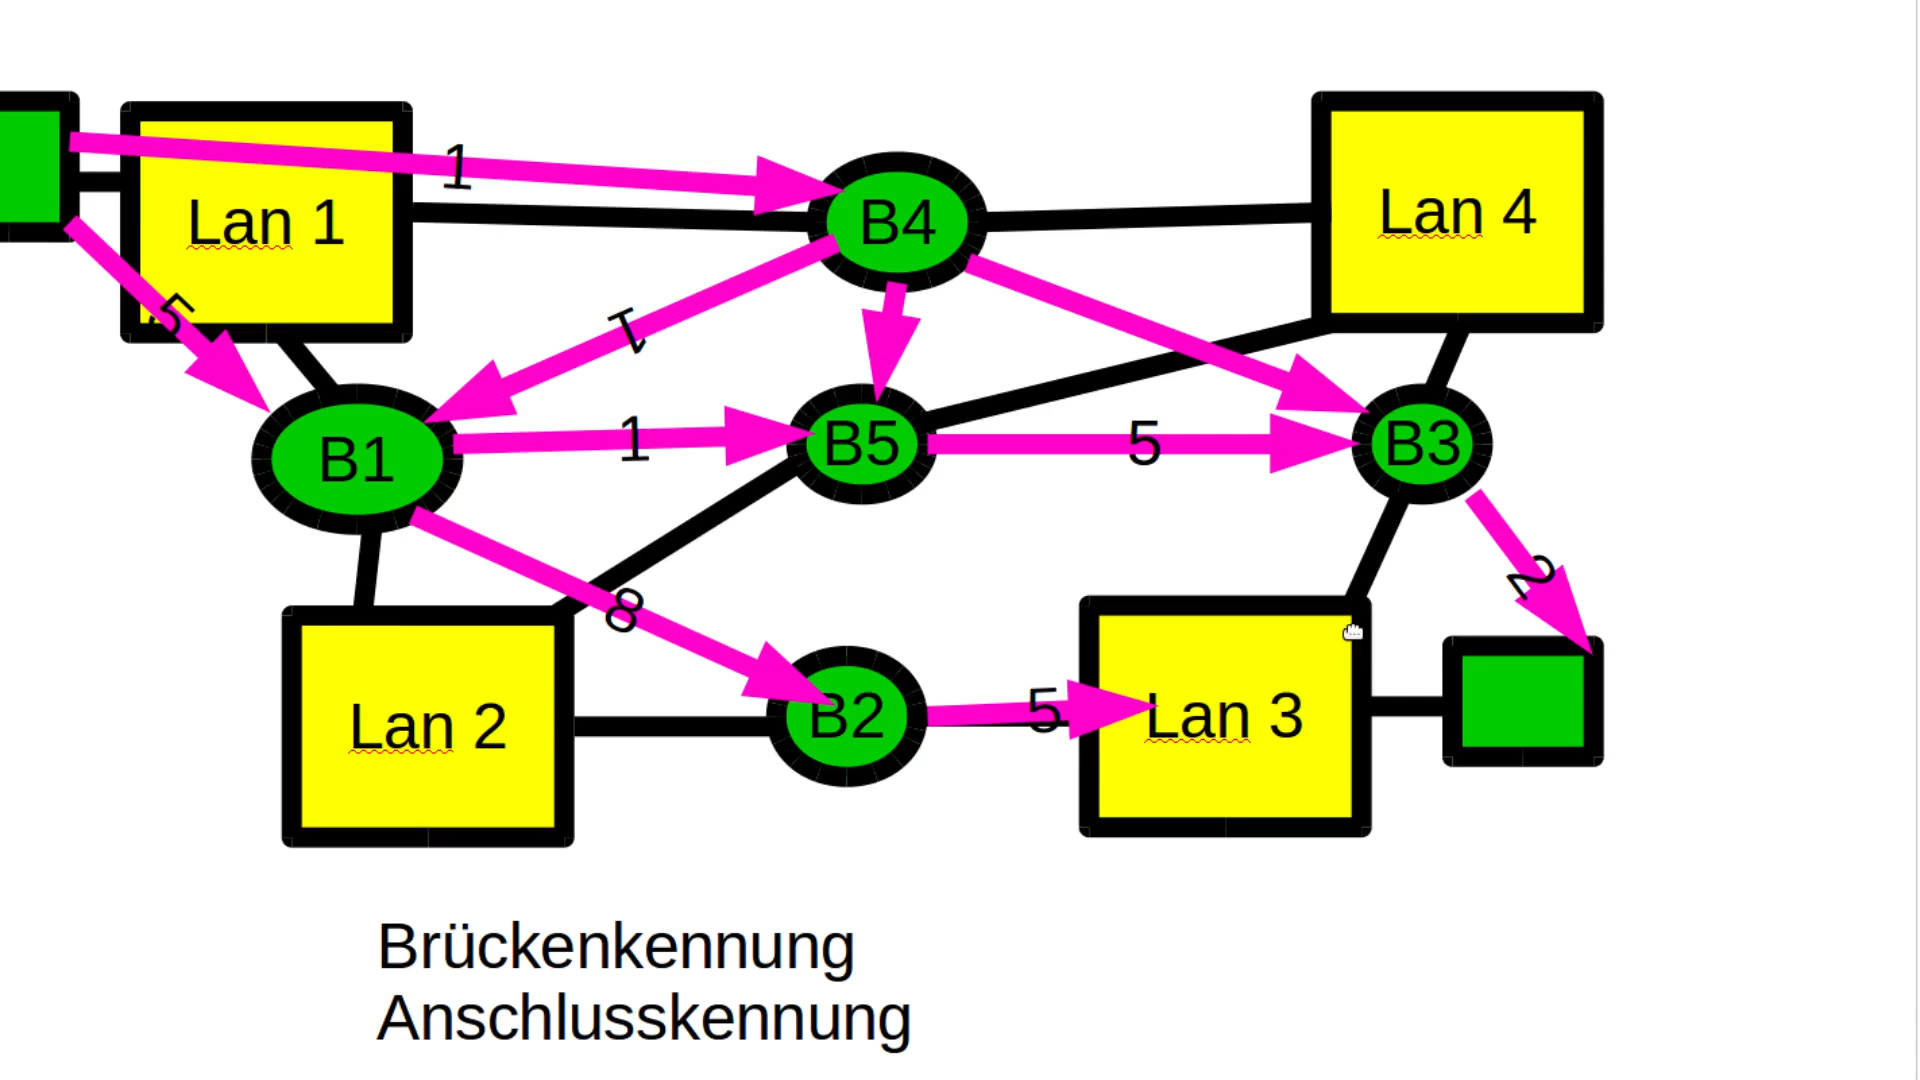 1
Lan 1
B4
Lan 4
5
1
B1
1
B5
5
B3
8
2
Lan 2
B2
5
Lan 3
Brückenkennung
Anschlusskennung